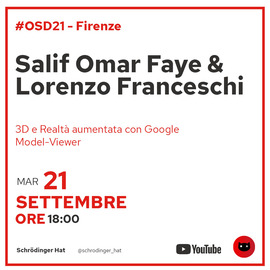 #OSD21 - Firenze
Salif Omar Faye &
Lorenzo Franceschi
3D e Realtà aumentata con Google
Model-Viewer
MAR 21
SETTEMBRE
ORE 18:00
Schrödinger Hat @schrodinger_hat YouTube